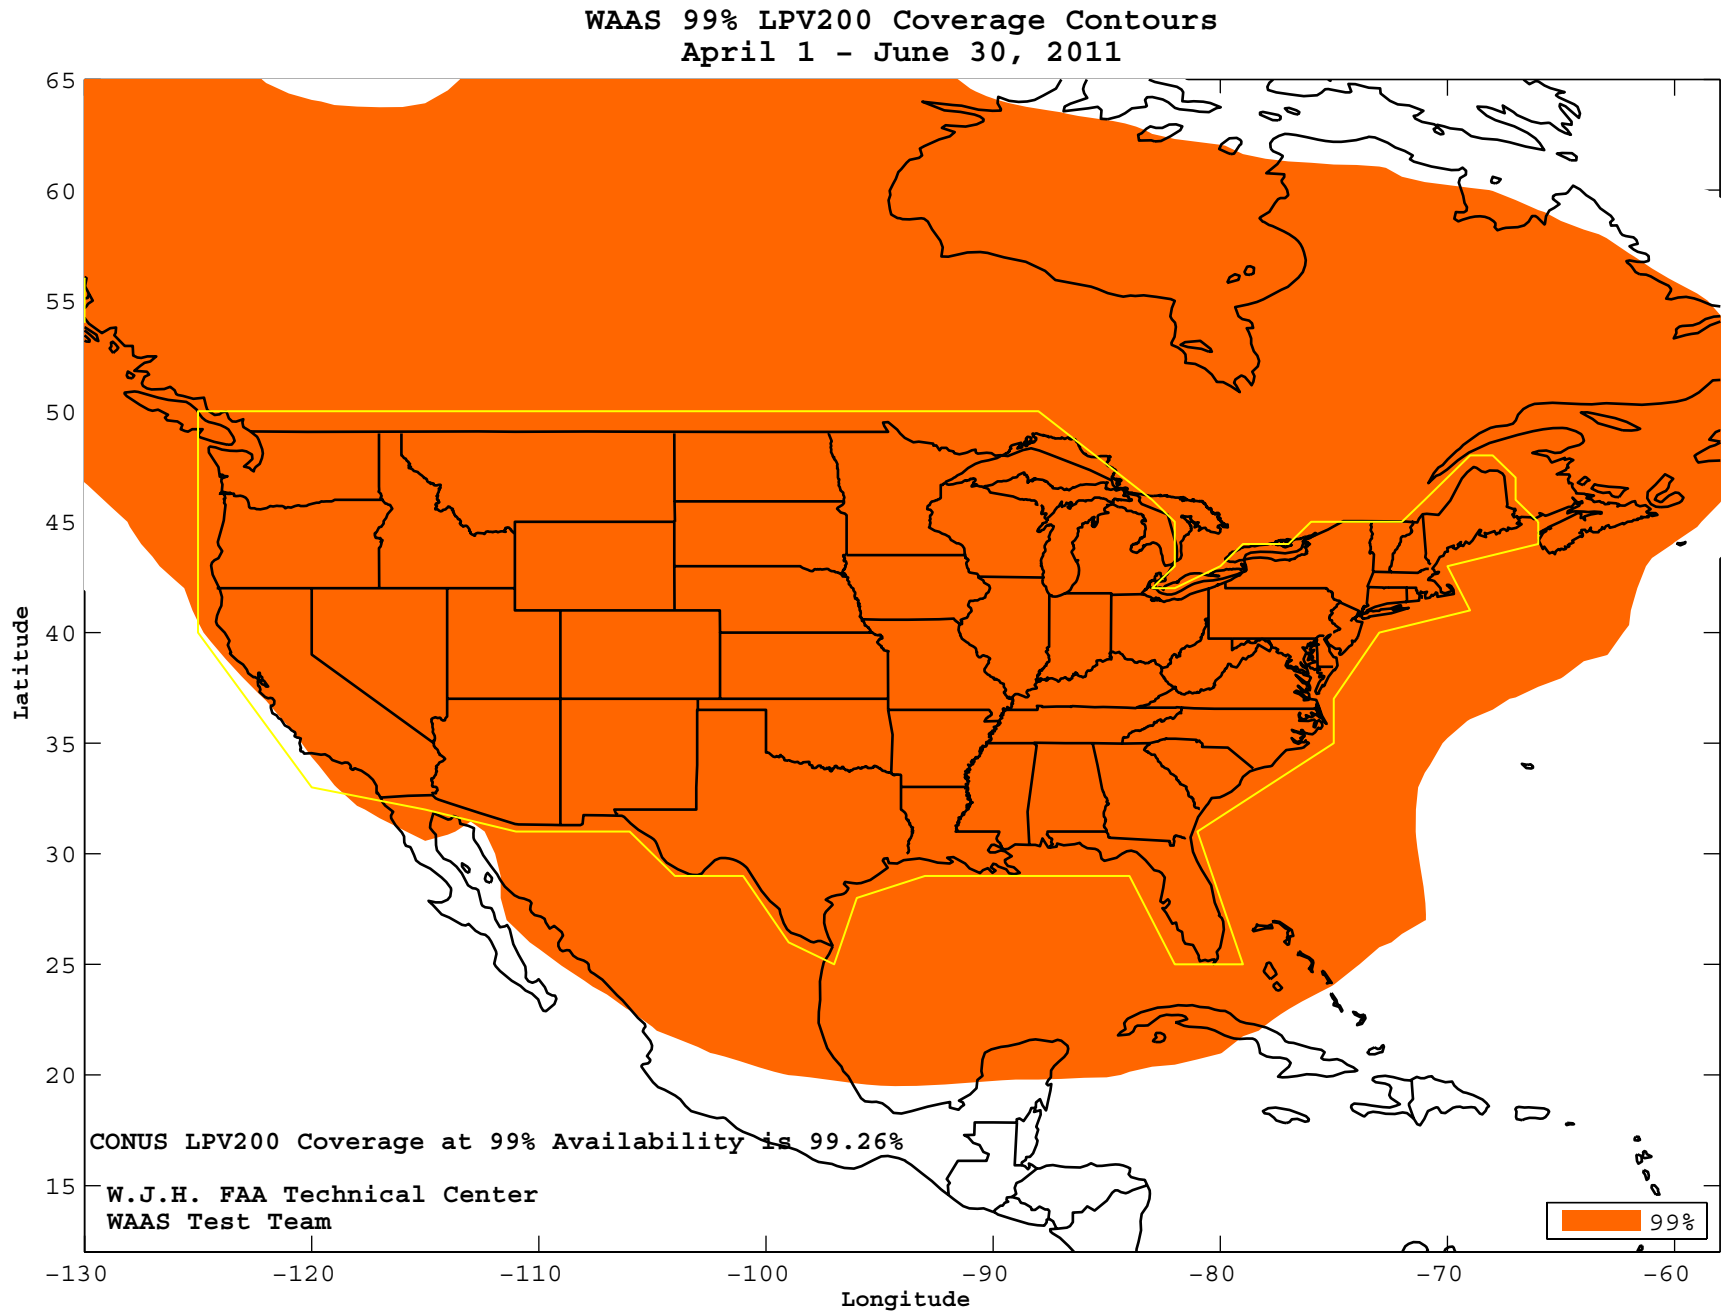 WAAS 99% LPV200 Coverage Contours
April 1 – June 30, 2011
65
60
55
50
45
40
35
30
25
20
15
Latitude
CONUS LPV200 Coverage at 99% Availability is 99.26%
W.J.H. FAA Technical Center
WAAS Test Team
99%
−130 −120 −110 −100 −90 −80 −70 −60
Longitude